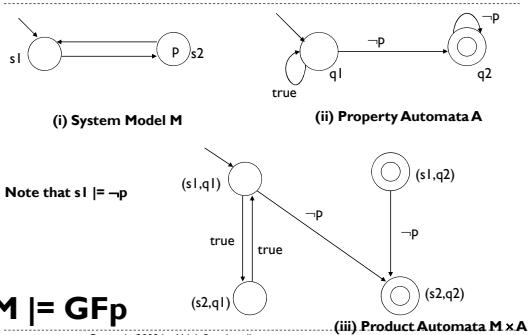 s1
p
s2
(i) System Model M
true
q1
¬p
¬p
q2
(ii) Property Automata A
Note that s1 |= ¬p
(s1,q1)
(s1,q2)
¬p
¬p
true
true
(s2,q1)
(s2,q2)
M |= GFp
(iii) Product Automata M × A